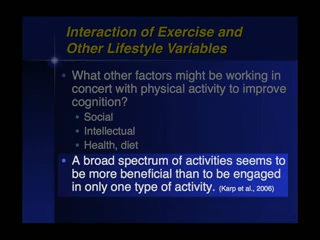 Interaction of Exercise and
Other Lifestyle Variables
• What other factors might be working in
concert with physical activity to improve
cognition?
• Social
• Intellectual
• Health, diet
• A broad spectrum of activities seems to
be more beneficial than to be engaged
in only one type of activity. (Karp et al., 2006)